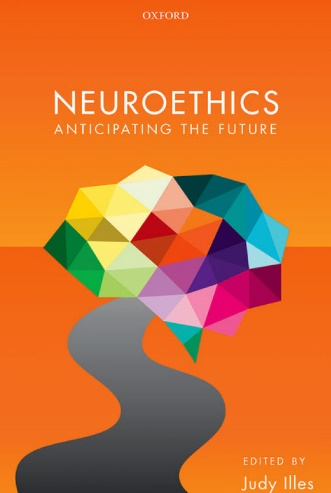 OXFORD
NEUROETHICS
ANTICIPATING THE FUTURE
EDITED BY
Judy Illes